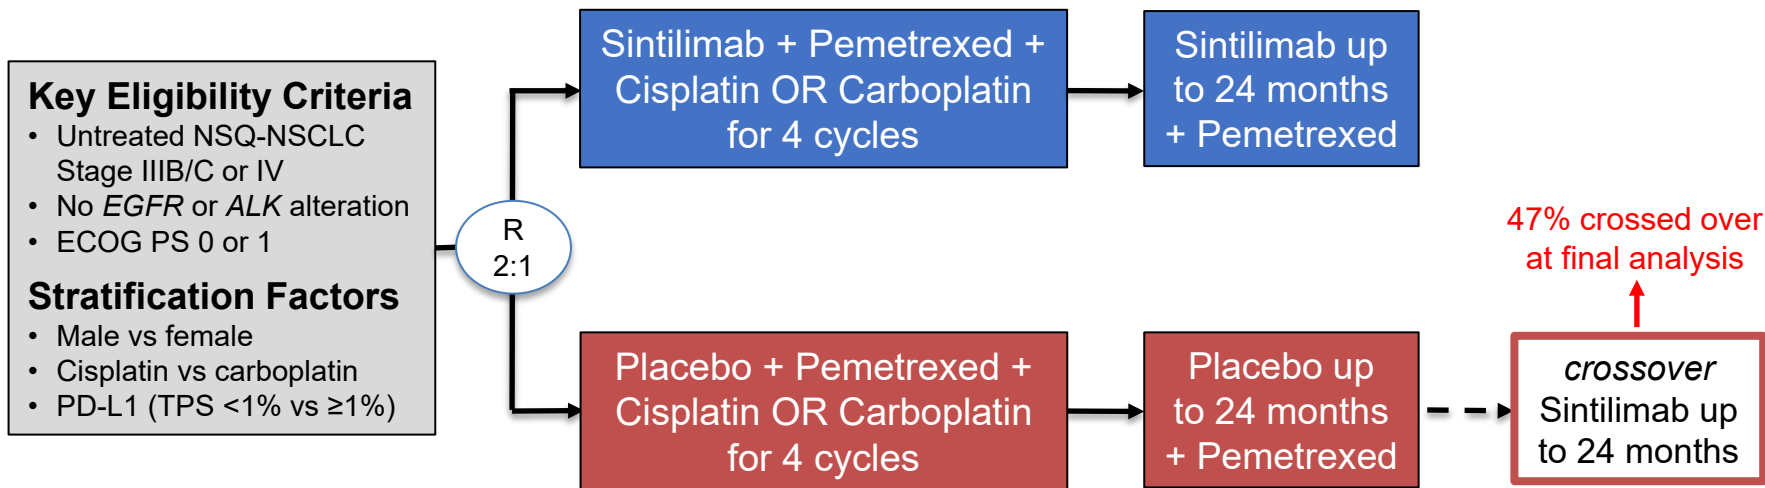 Key Eligibility Criteria
• Untreated NSQ-NSCLC
Stage IIIB/C or IV
• No EGFR or ALK alteration
• ECOG PS 0 or 1
Stratification Factors
• Male vs female
• Cisplatin vs carboplatin
• PD-L1 (TPS <1% vs ≥1%)
R
2:1
Sintilimab + Pemetrexed +
Cisplatin OR Carboplatin
for 4 cycles
Sintilimab up
to 24 months
+ Pemetrexed
Placebo + Pemetrexed +
Cisplatin OR Carboplatin
for 4 cycles
Placebo up
to 24 months
+ Pemetrexed
47% crossed over
at final analysis
crossover
Sintilimab up
to 24 months